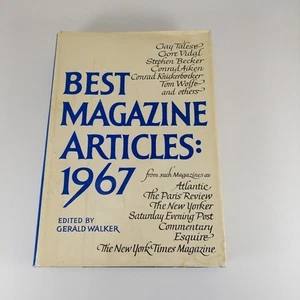 Gay Talese
Gore Vidal
Stephen Becker
Conrad Aiken
Conrad Knickerbocker
Tom Wolfe
and others
BEST
MAGAZINE
ARTICLES:
1967
from such Magazines as
Atlantic
The Paris Review
The New Yorker
Saturday Evening Post
Commentary
Esquire
The New York Times Magazine
EDITED BY
GERALD WALKER